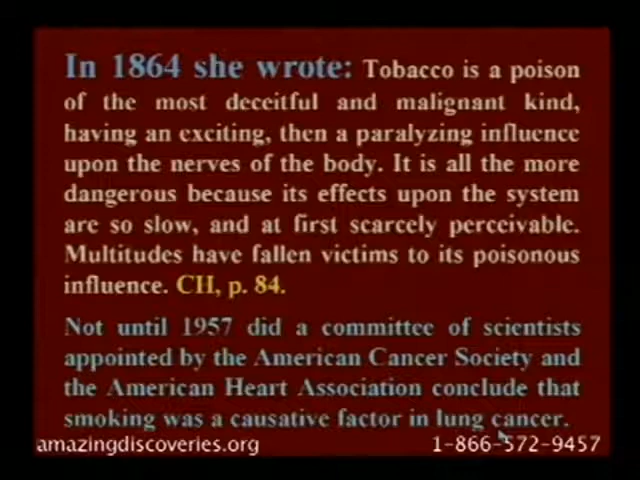 In 1864 she wrote: Tobacco is a poison
of the most deceitful and malignant kind,
having an exciting, then a paralyzing influence
upon the nerves of the body. It is all the more
dangerous because its effects upon the system
are so slow, and at first scarcely perceivable.
Multitudes have fallen victims to its poisonous
influence. CH, p. 84.
Not until 1957 did a committee of scientists
appointed by the American Cancer Society and
the American Heart Association conclude that
smoking was a causative factor in lung cancer.
amazingdiscoveries.org 1-866-572-9457